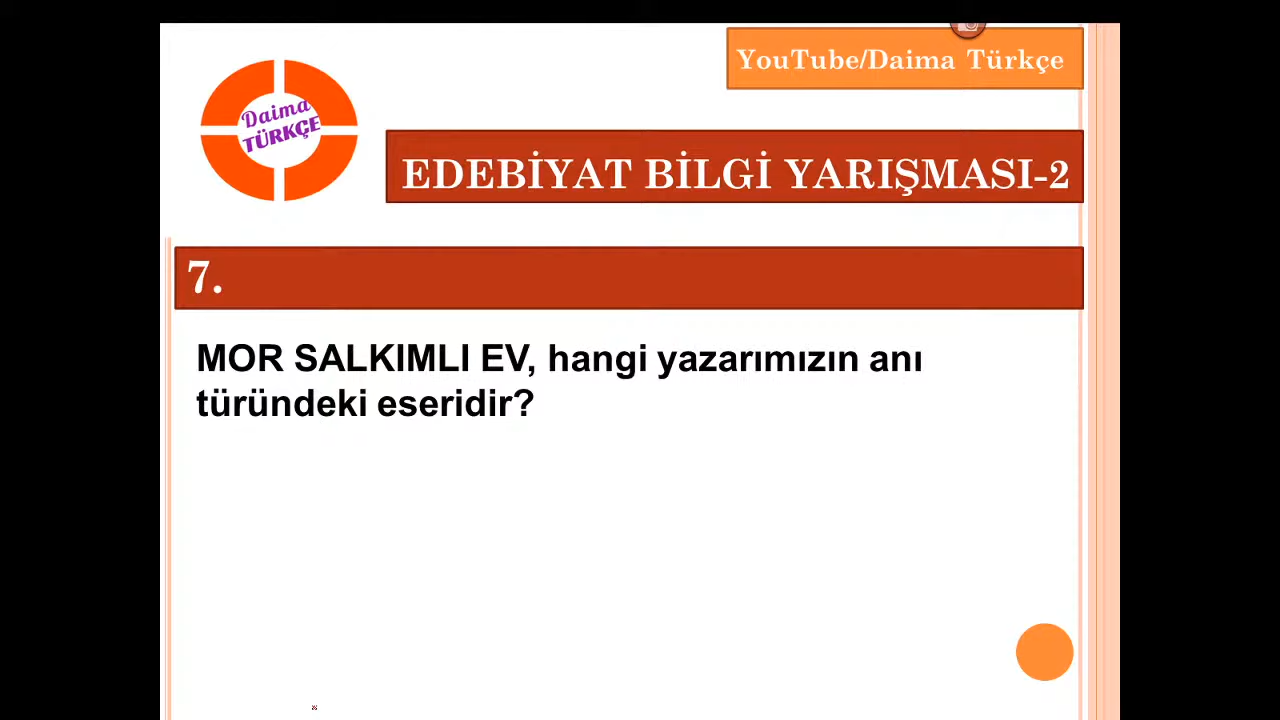 YouTube/Daima Türkçe
Daima
TÜRKÇE
EDEBİYAT BİLGİ YARIŞMASI-2
7.
MOR SALKIMLI EV, hangi yazarımızın anı
türündeki eseridir?